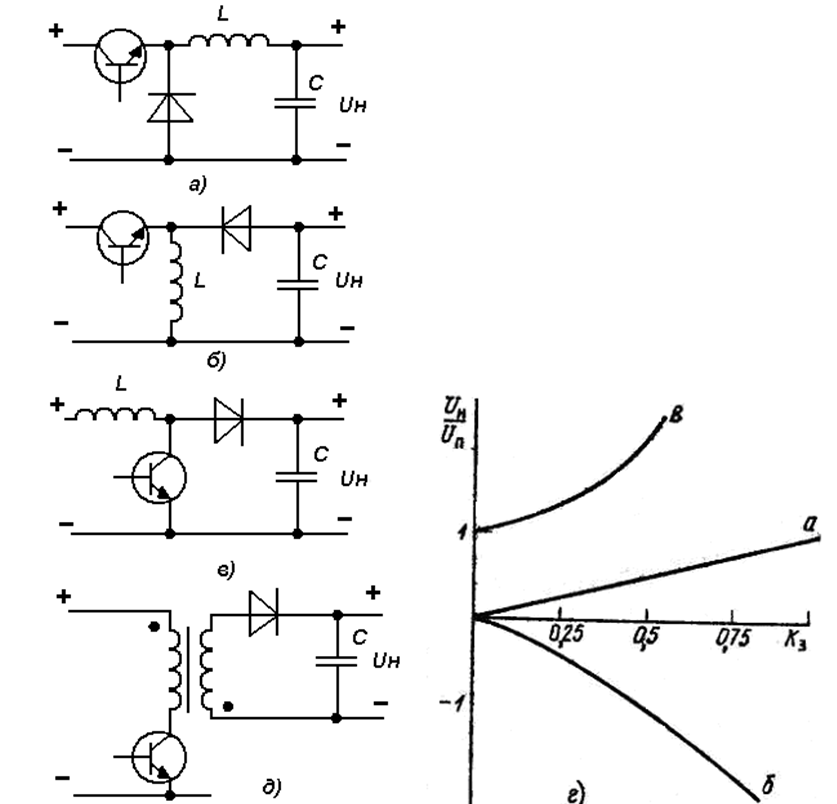 L
+ +
C
Uн
− −
а)
+ +
L
C
Uн
− −
б)
L
+ +
C
Uн
− −
в)
+ +
C
Uн
− −
д)
Uн
Uп
1
-1
0,25 0,5 0,75 Kз
в
а
б
г)